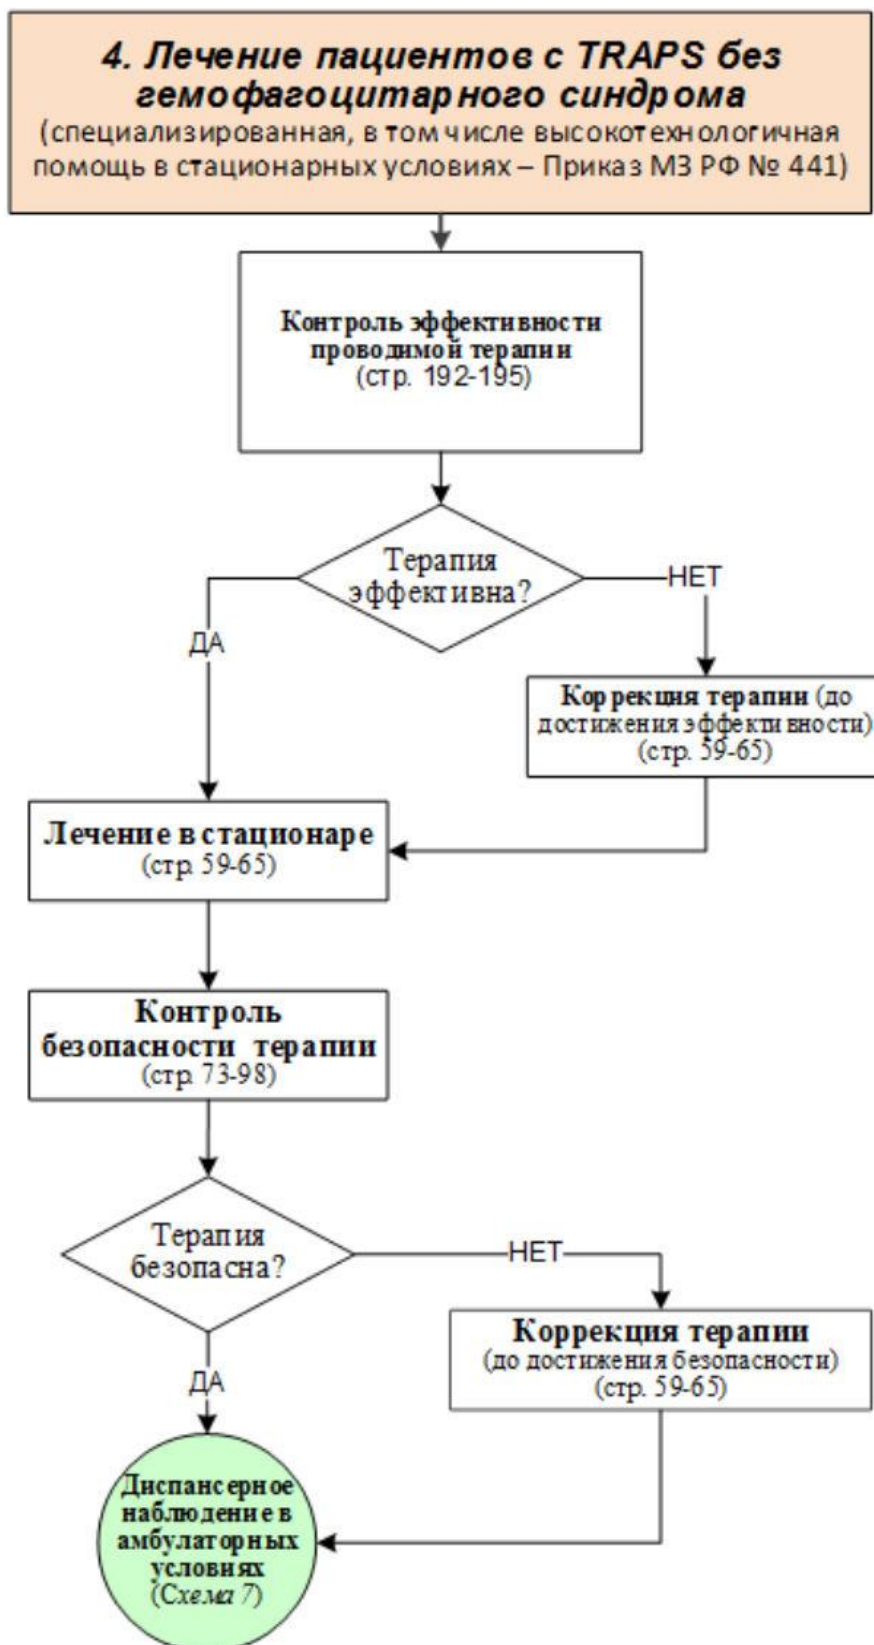 4. Лечение пациентов с TRAPS без
гемофагоцитарного синдрома
(специализированная, в том числе высокотехнологичная
помощь в стационарных условиях – Приказ МЗ РФ № 441)
Контроль эффективности
проводимой терапии
(стр. 192-195)
Терапия
эффективна?
НЕТ
ДА
Коррекция терапии (до
достижения эффективности)
(стр. 59-65)
Лечение в стационаре
(стр. 59-65)
Контроль
безопасности терапии
(стр. 73-98)
Терапия
безопасна?
НЕТ
Коррекция терапии
(до достижения безопасности)
(стр. 59-65)
ДА
Диспансерное
наблюдение в
амбулаторных
условиях
(Схема 7)